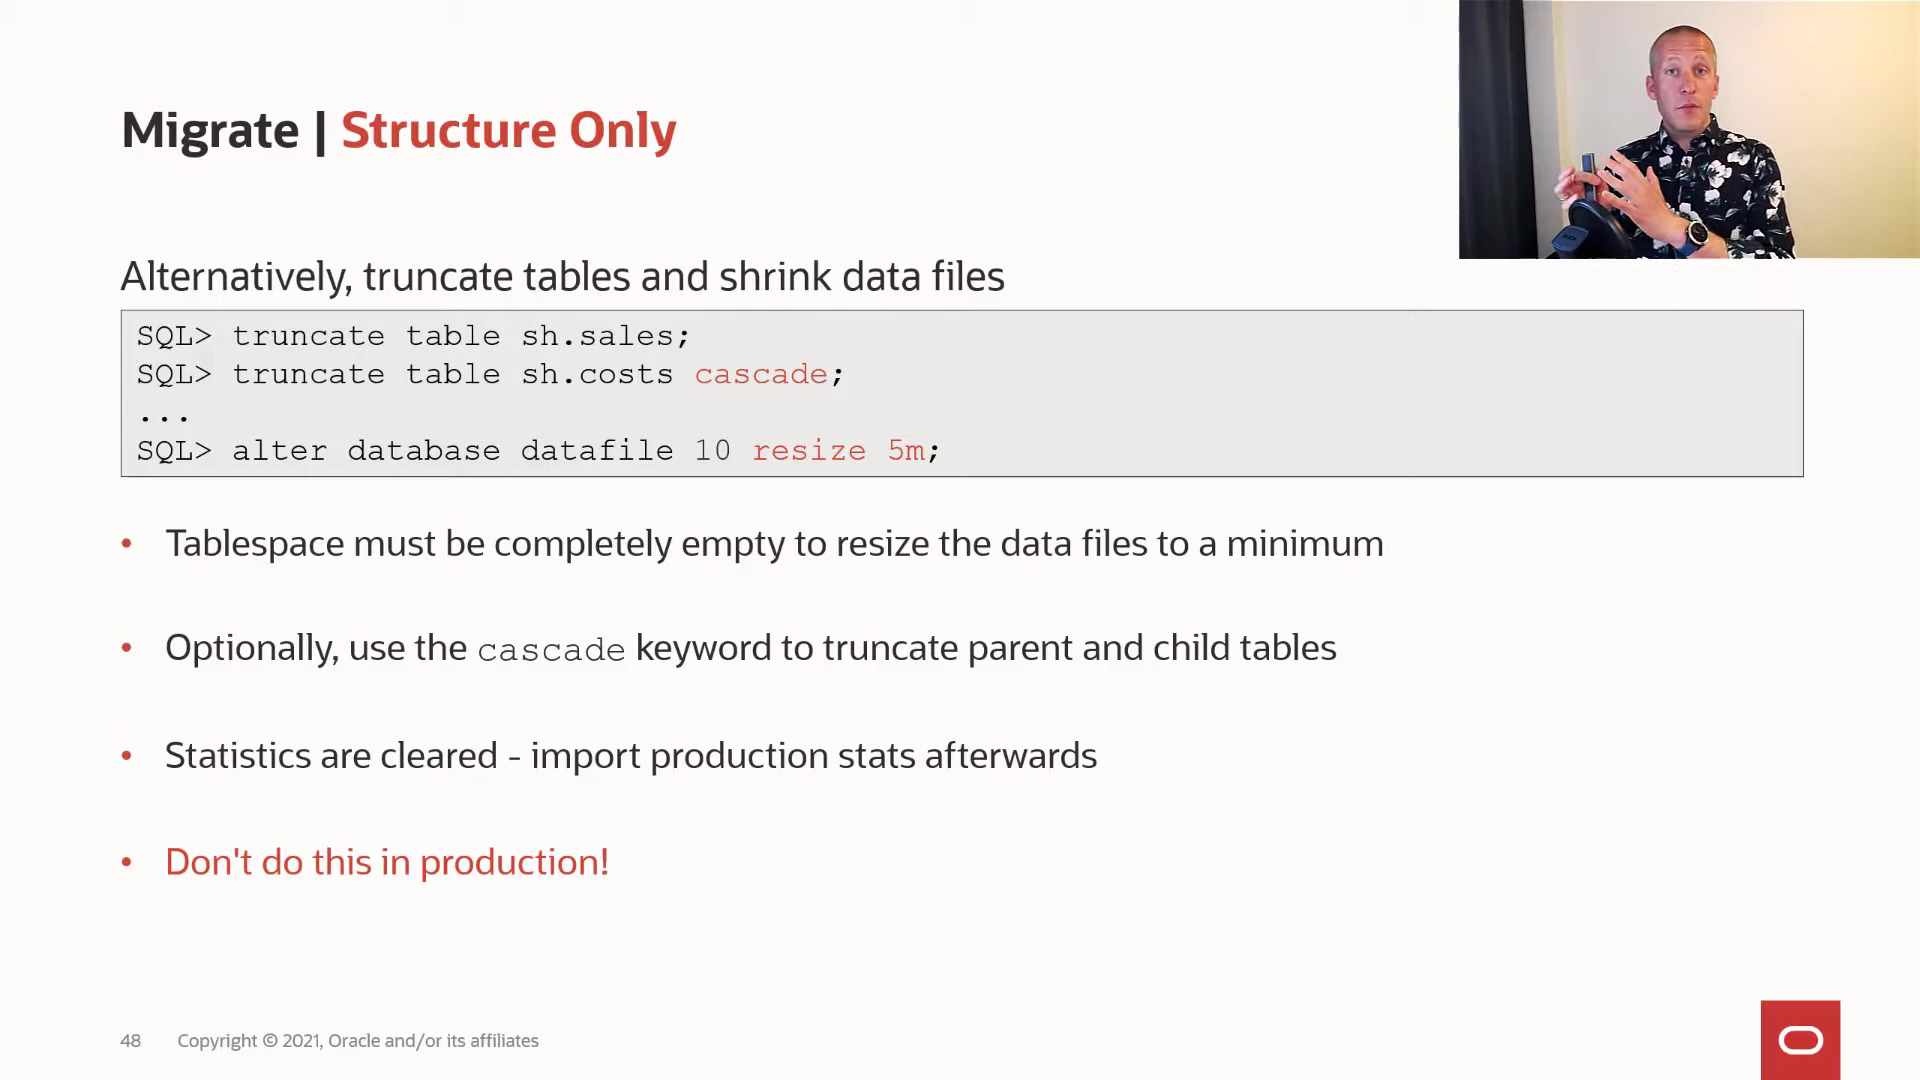 Migrate | Structure Only
Alternatively, truncate tables and shrink data files
SQL> truncate table sh.sales;
SQL> truncate table sh.costs cascade;
...
SQL> alter database datafile 10 resize 5m;
• Tablespace must be completely empty to resize the data files to a minimum
• Optionally, use the cascade keyword to truncate parent and child tables
• Statistics are cleared - import production stats afterwards
• Don't do this in production!
48 Copyright © 2021, Oracle and/or its affiliates